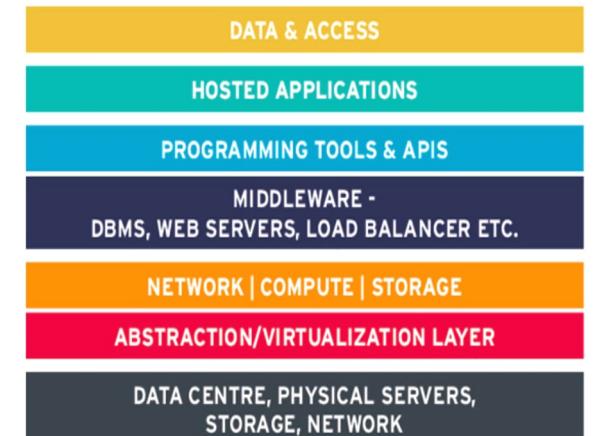 DATA & ACCESS
HOSTED APPLICATIONS
PROGRAMMING TOOLS & APIS
MIDDLEWARE -
DBMS, WEB SERVERS, LOAD BALANCER ETC.
NETWORK | COMPUTE | STORAGE
ABSTRACTION/VIRTUALIZATION LAYER
DATA CENTRE, PHYSICAL SERVERS,
STORAGE, NETWORK